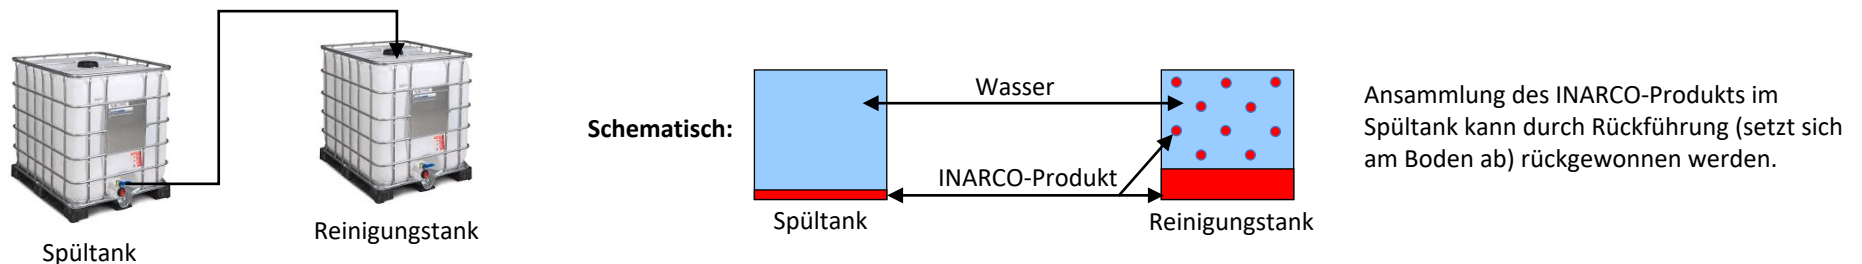 Spültank
Reinigungstank
Schematisch:
Wasser
INARCO-Produkt
Spültank
Reinigungstank
Ansammlung des INARCO-Produkts im
Spültank kann durch Rückführung (setzt sich
am Boden ab) rückgewonnen werden.